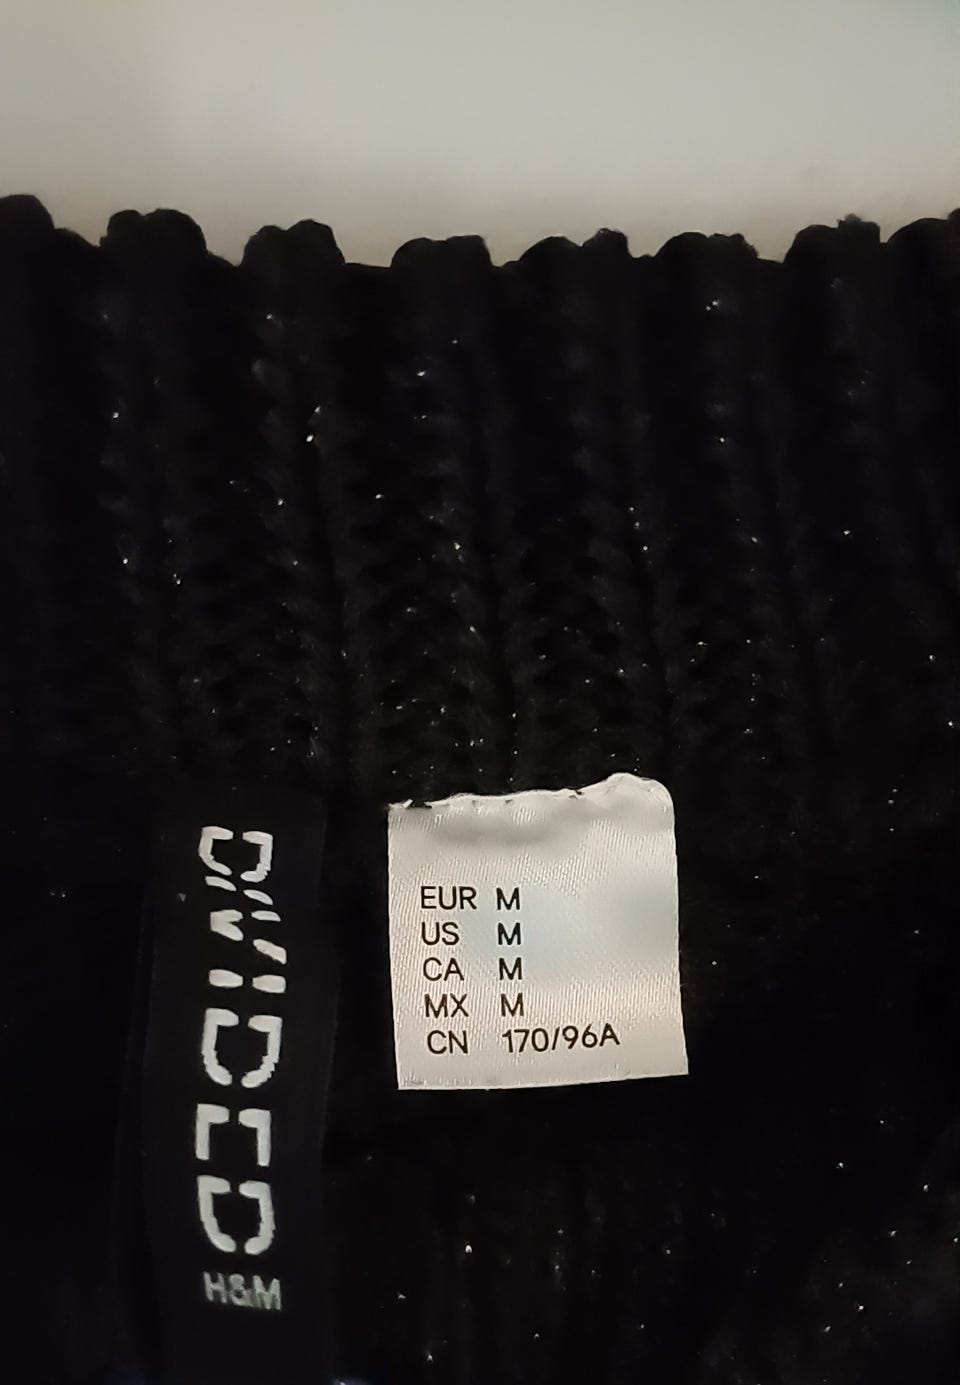 DIVIDED
H&M
EUR M
US M
CA M
MX M
CN 170/96A